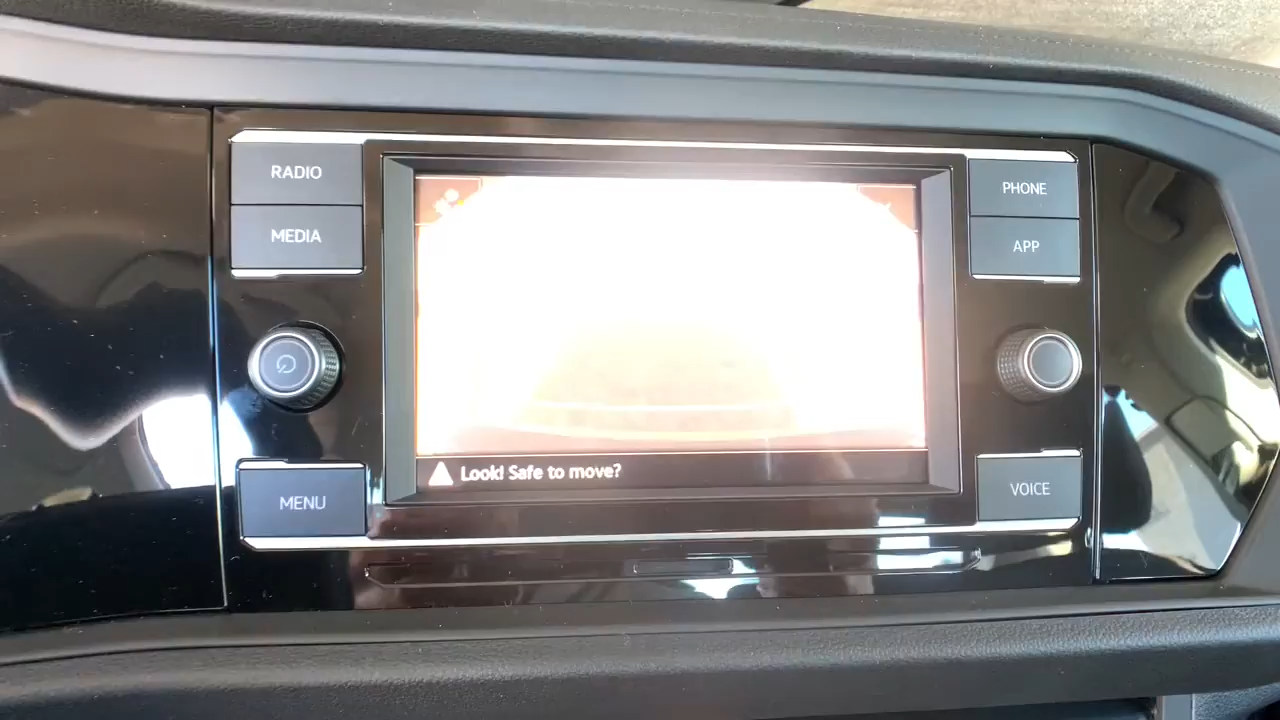 RADIO
MEDIA
MENU
Look! Safe to move?
PHONE
APP
VOICE